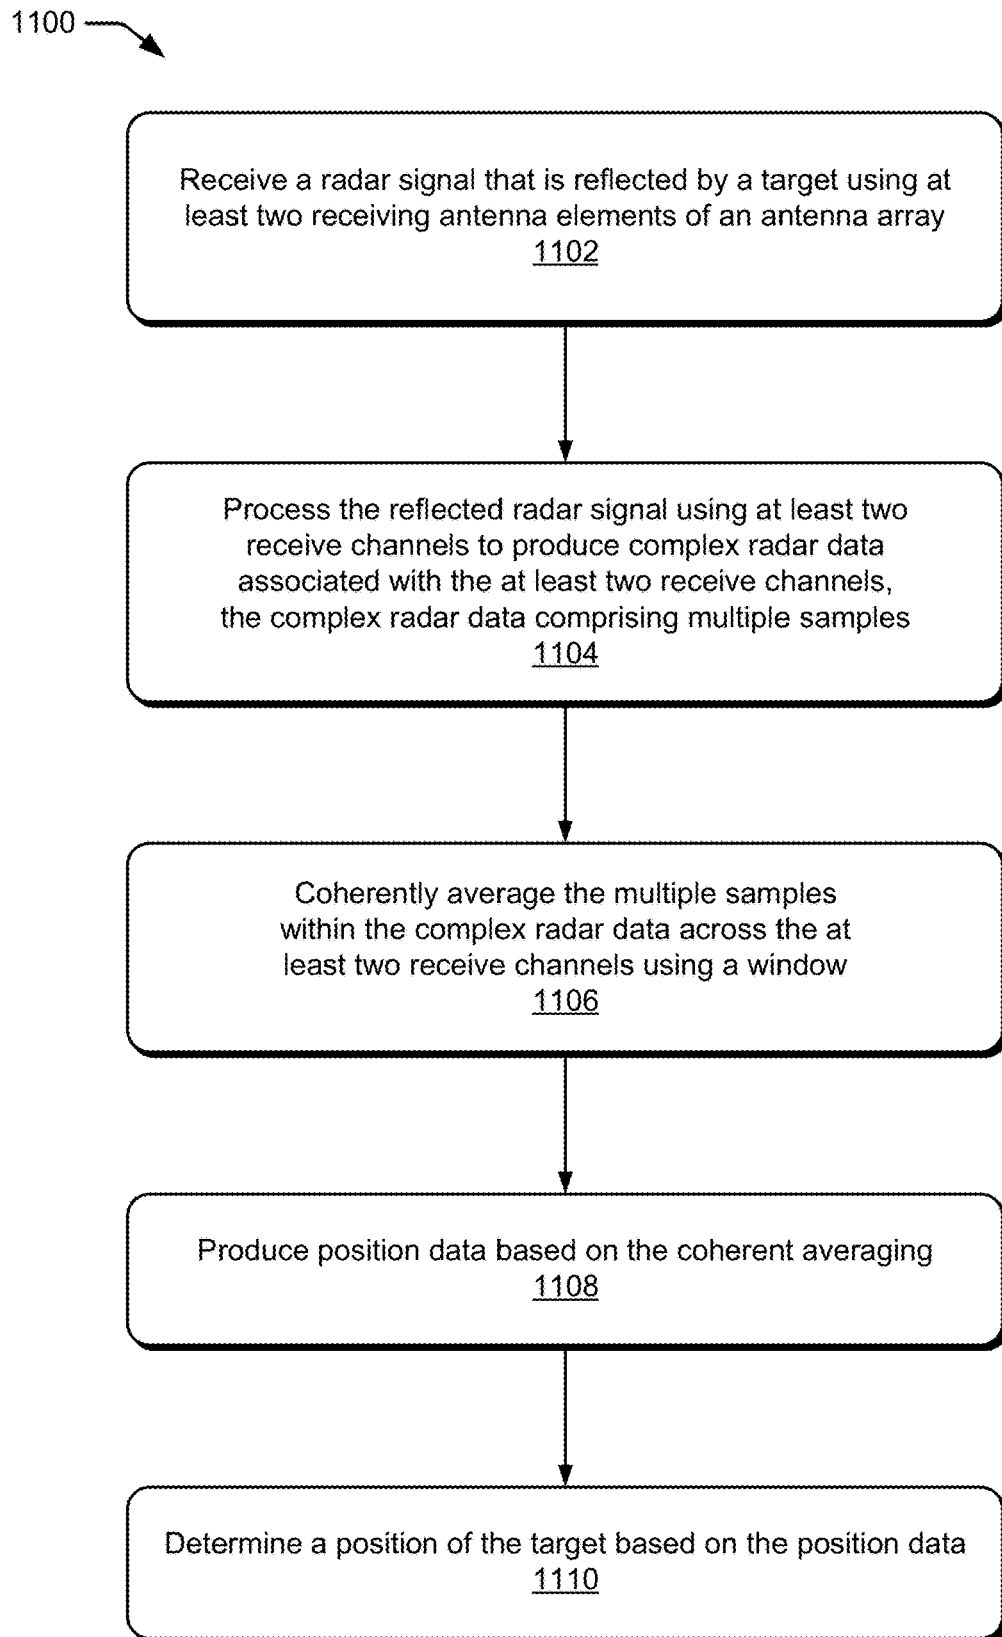 1100
Receive a radar signal that is reflected by a target using at
least two receiving antenna elements of an antenna array
1102
Process the reflected radar signal using at least two
receive channels to produce complex radar data
associated with the at least two receive channels,
the complex radar data comprising multiple samples
1104
Coherently average the multiple samples
within the complex radar data across the at
least two receive channels using a window
1106
Produce position data based on the coherent averaging
1108
Determine a position of the target based on the position data
1110